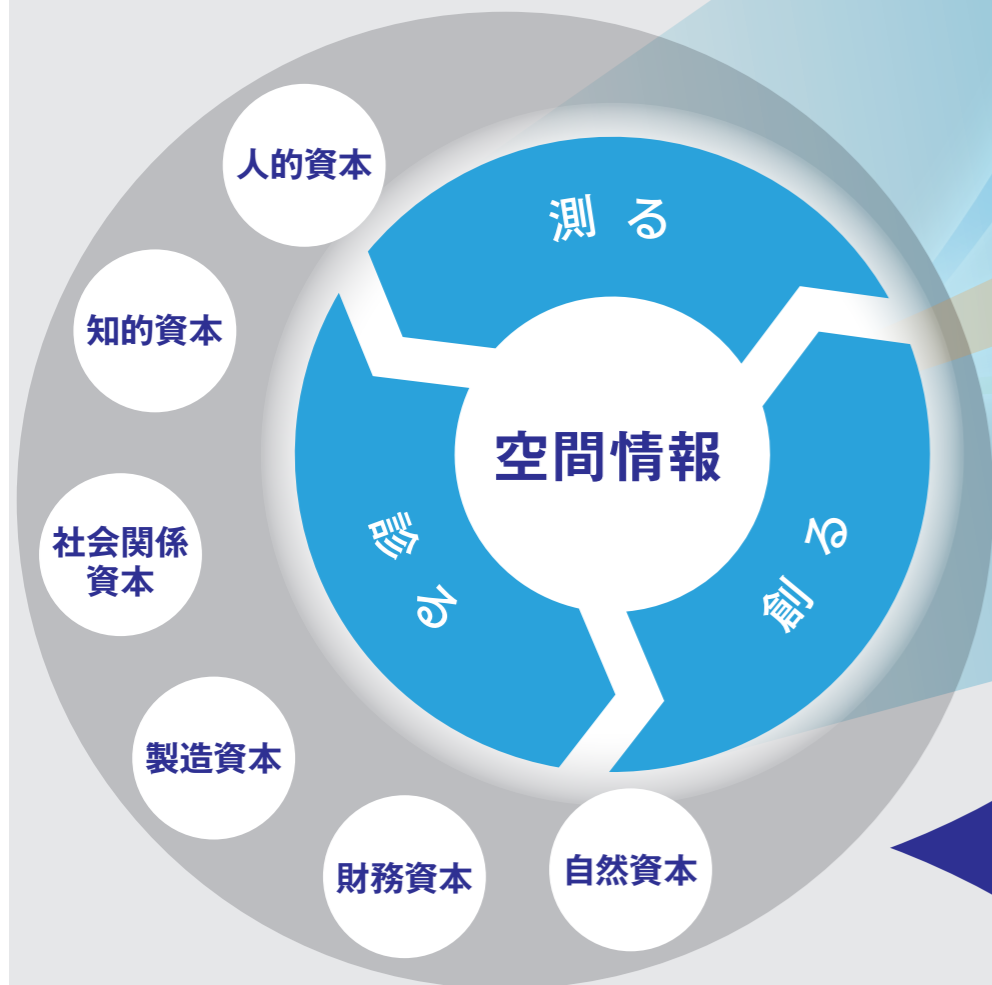 人的資本
知的資本
社会関係
資本
製造資本
財務資本
自然資本
測る
創る
診る
空間情報